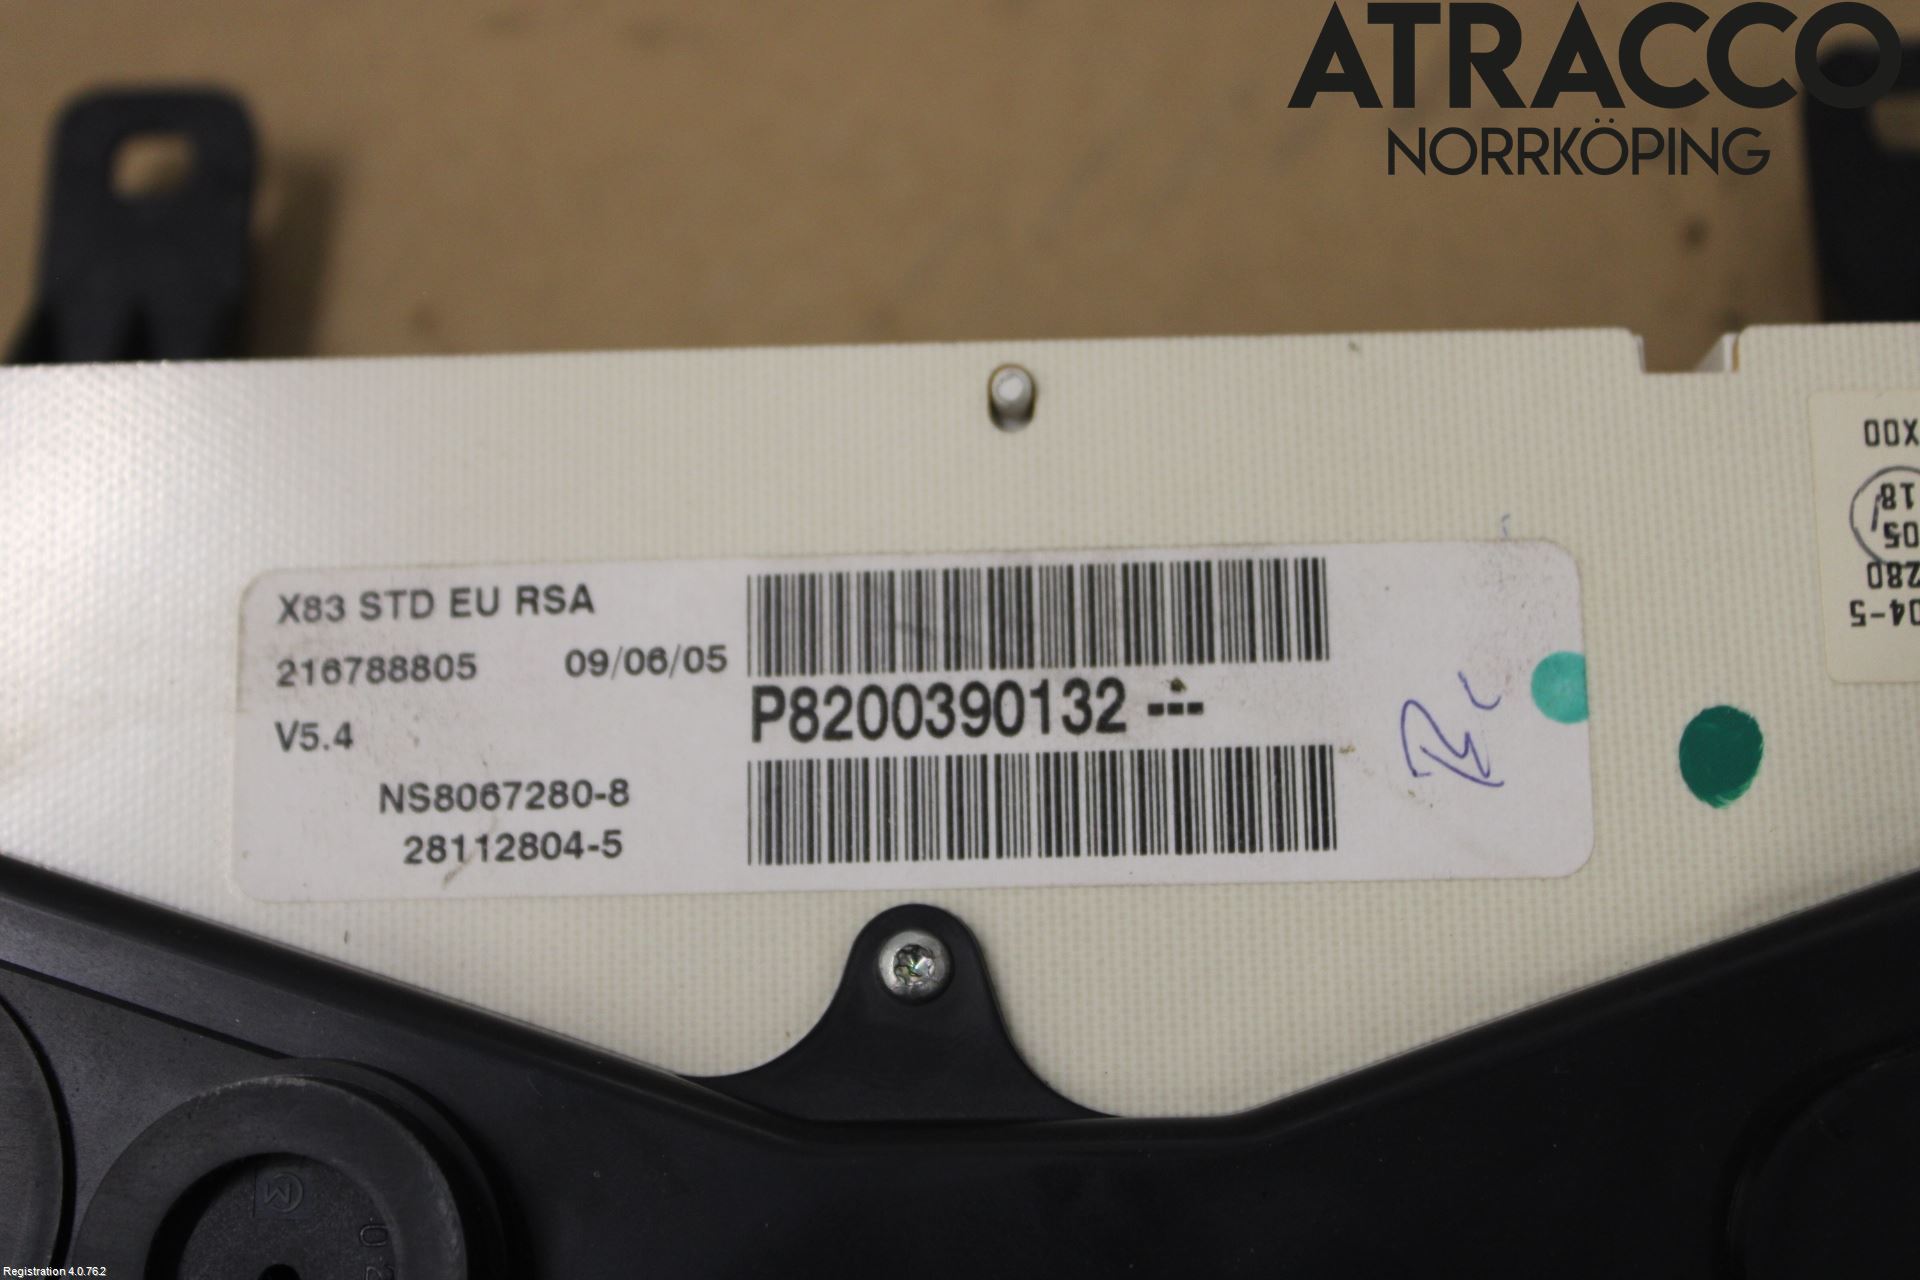 ATRACCO
NORRKÖPING
X83 STD EU RSA
216788805 09/06/05
P8200390132 ---
V5.4
NS8067280-8
28112804-5
X00
18
05
280
04-5
Registration 4.0.76.2